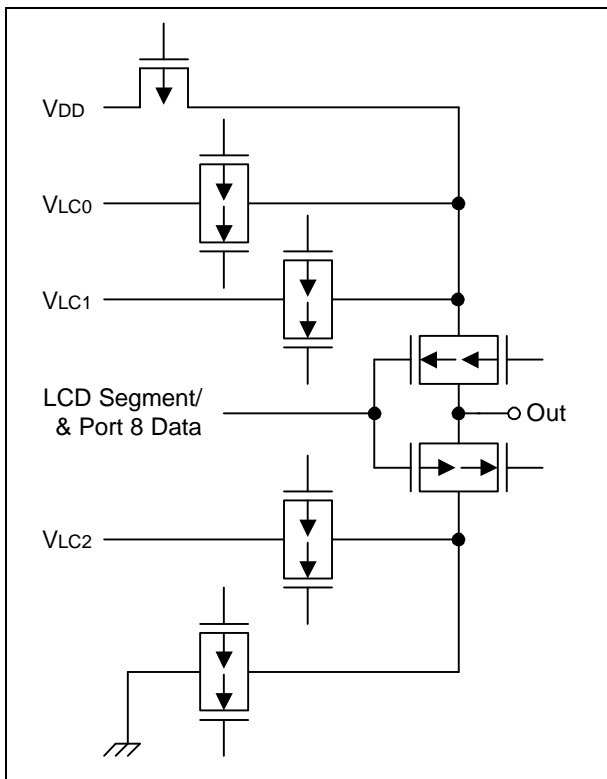 VDD
VLC0
VLC1
LCD Segment/
& Port 8 Data
Out
VLC2